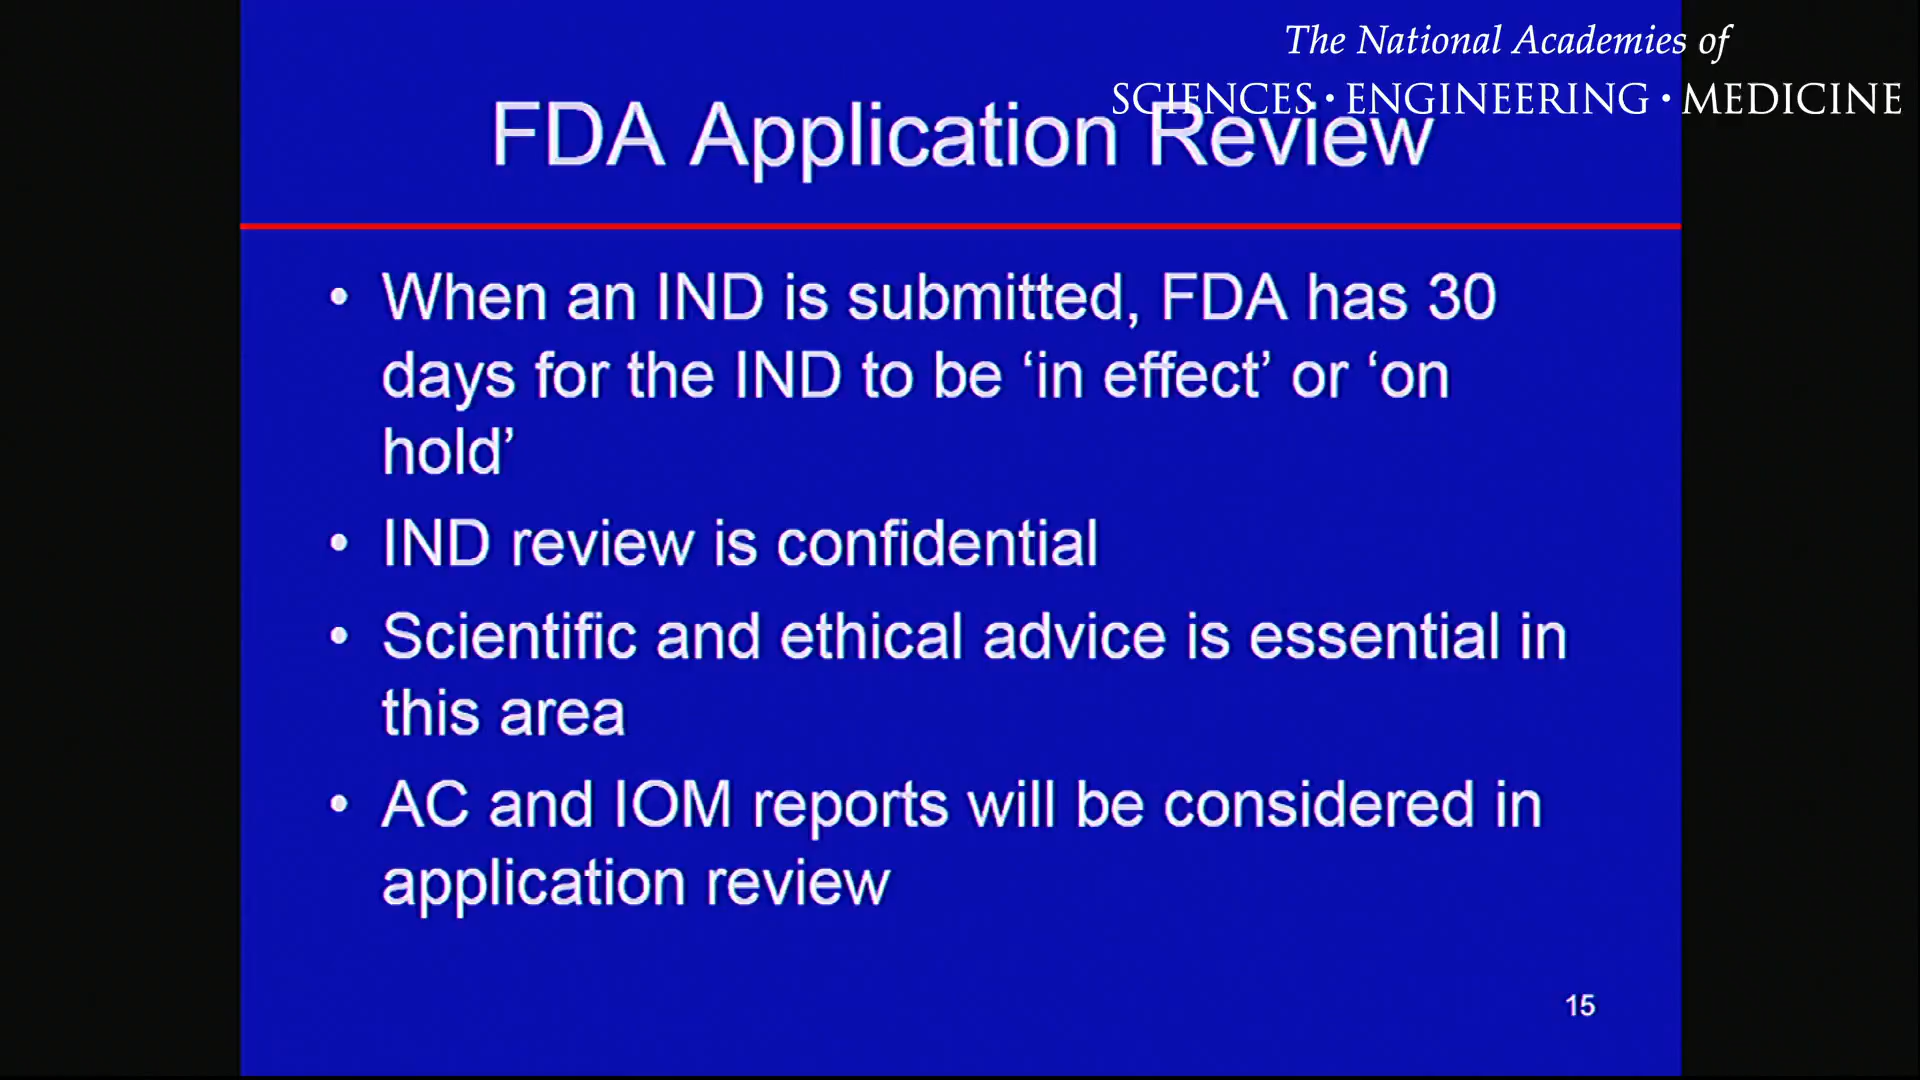 The National Academies of
SCIENCES • ENGINEERING • MEDICINE
FDA Application Review
• When an IND is submitted, FDA has 30
days for the IND to be ‘in effect’ or ‘on
hold’
• IND review is confidential
• Scientific and ethical advice is essential in
this area
• AC and IOM reports will be considered in
application review
15